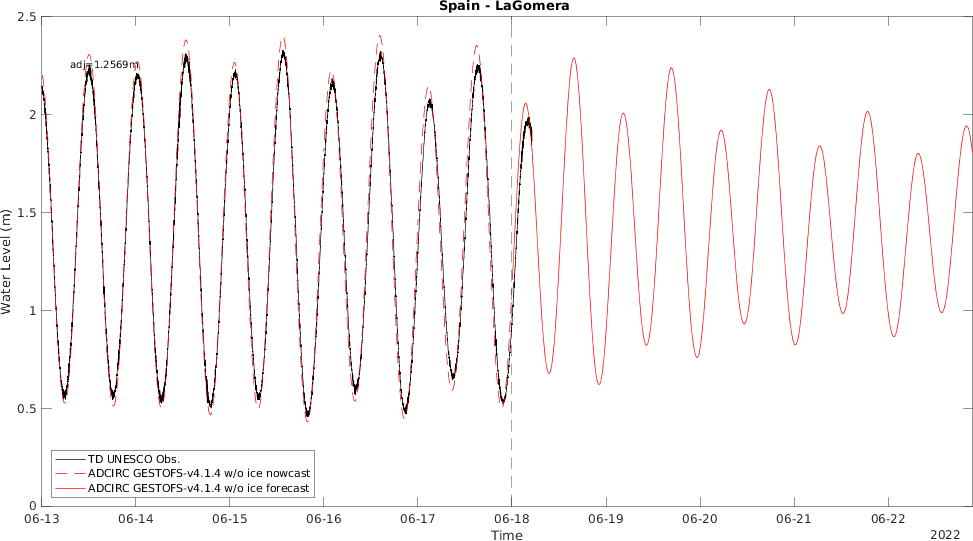 Spain - LaGomera
2.5
adj=1.2569m
2
1.5
Water Level (m)
1
0.5
TD UNESCO Obs.
ADCIRC GESTOFS-v4.1.4 w/o ice nowcast
ADCIRC GESTOFS-v4.1.4 w/o ice forecast
0
06-13 06-14 06-15 06-16 06-17 06-18 06-19 06-20 06-21 06-22
Time
2022